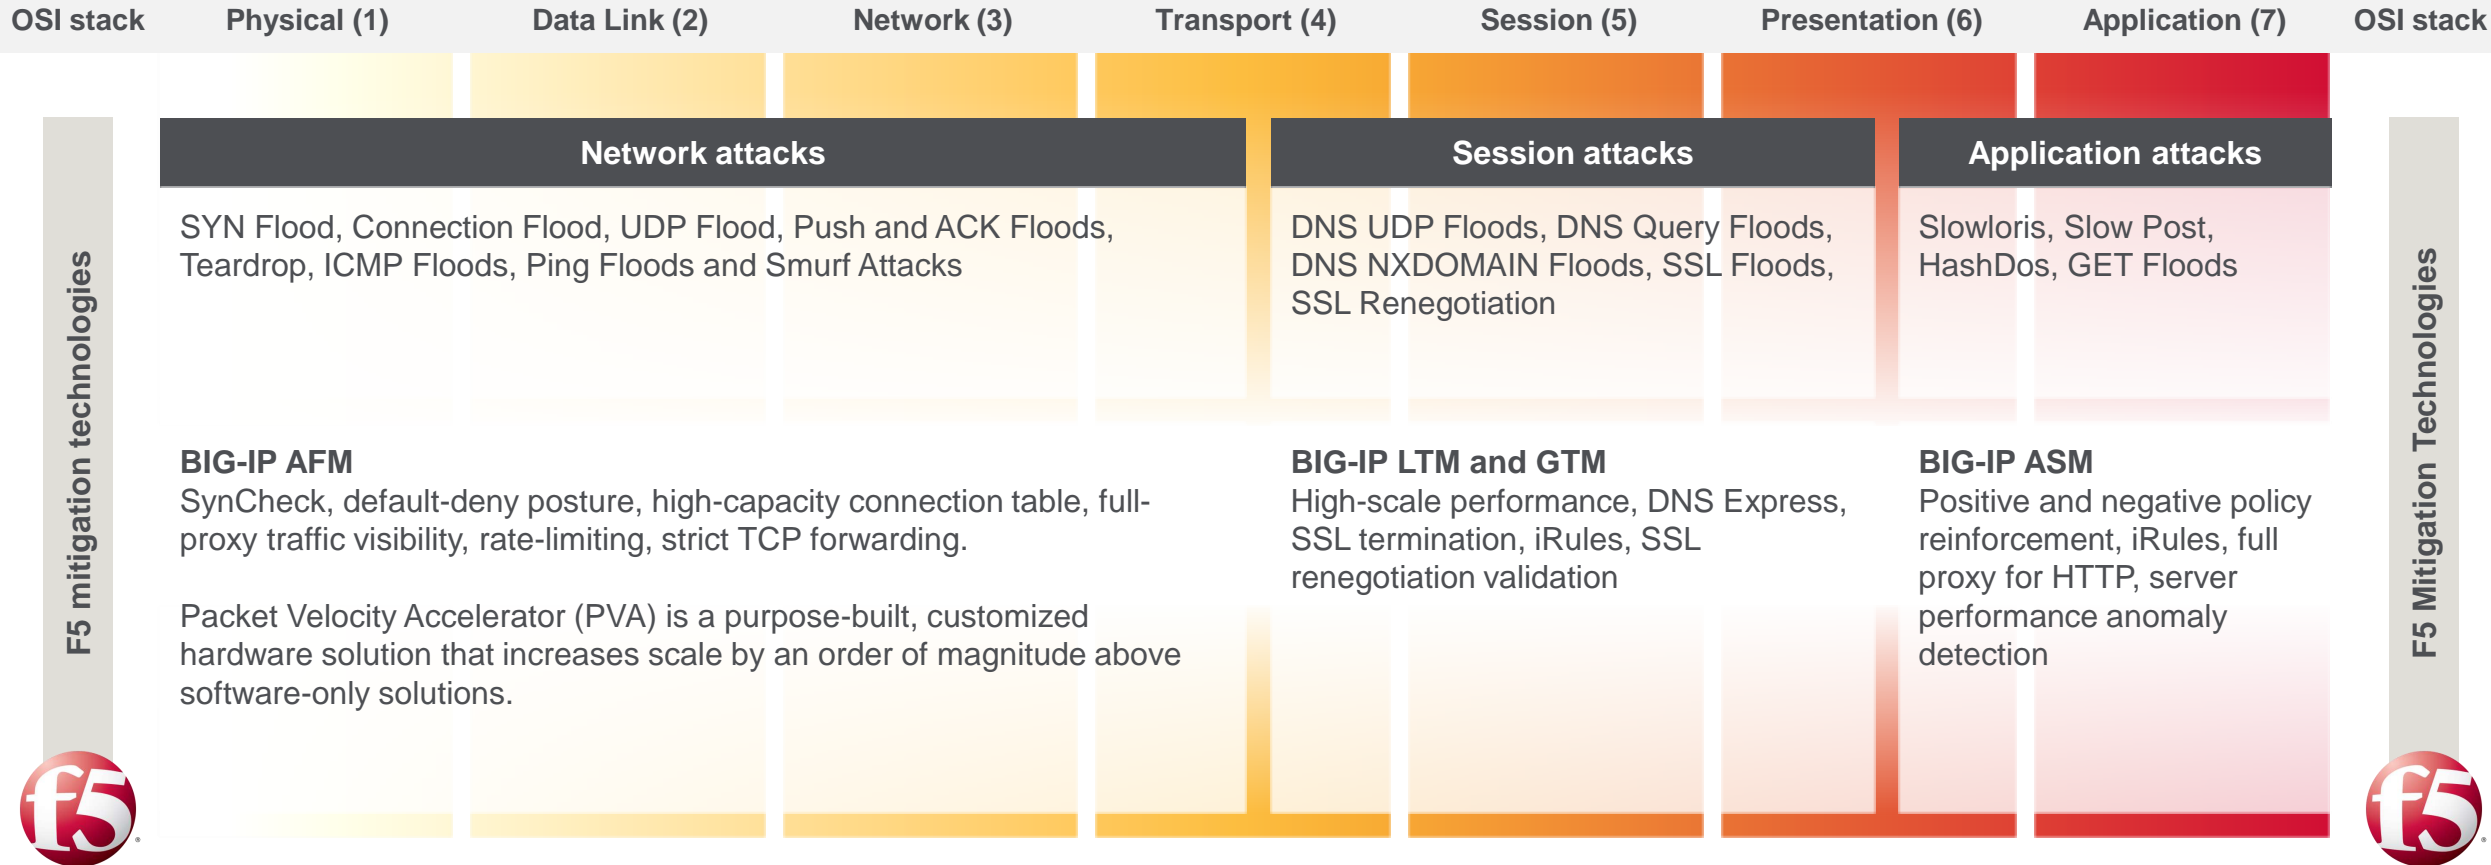 OSI stack
Physical (1)
Data Link (2)
Network (3)
Transport (4)
Session (5)
Presentation (6)
Application (7)
OSI stack
F5 mitigation technologies
Network attacks
SYN Flood, Connection Flood, UDP Flood, Push and ACK Floods,
Teardrop, ICMP Floods, Ping Floods and Smurf Attacks
Session attacks
DNS UDP Floods, DNS Query Floods,
DNS NXDOMAIN Floods, SSL Floods,
SSL Renegotiation
Application attacks
Slowloris, Slow Post,
HashDos, GET Floods
BIG-IP AFM
SynCheck, default-deny posture, high-capacity connection table, full-
proxy traffic visibility, rate-limiting, strict TCP forwarding.
Packet Velocity Accelerator (PVA) is a purpose-built, customized
hardware solution that increases scale by an order of magnitude above
software-only solutions.
BIG-IP LTM and GTM
High-scale performance, DNS Express,
SSL termination, iRules, SSL
renegotiation validation
BIG-IP ASM
Positive and negative policy
reinforcement, iRules, full
proxy for HTTP, server
performance anomaly
detection
F5 Mitigation Technologies
f5
f5